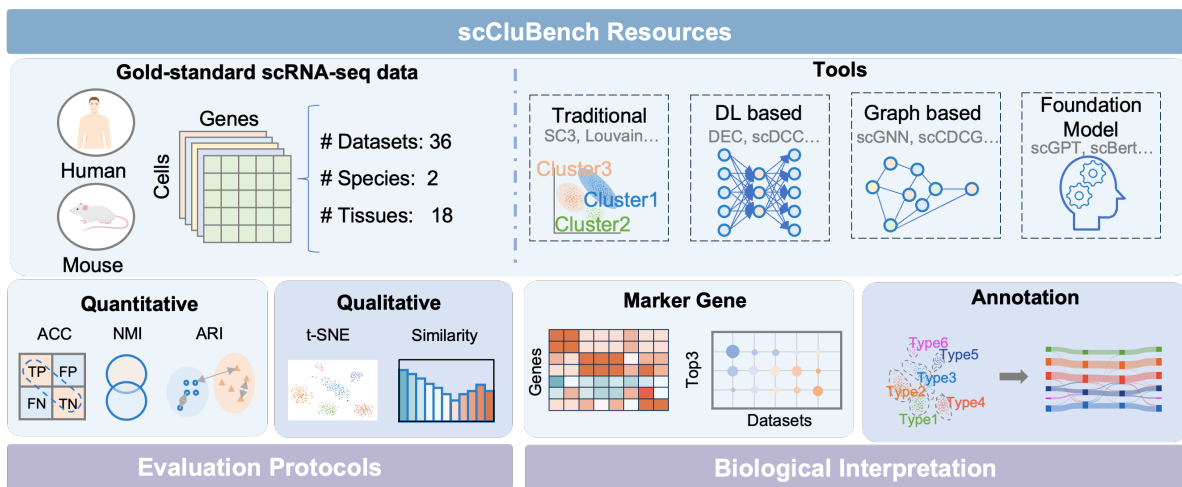 scCluBench Resources
Gold-standard scRNA-seq data
Human
Mouse
Genes
Cells
# Datasets: 36
# Species: 2
# Tissues: 18
Tools
Traditional
SC3, Louvain...
Cluster3
Cluster1
Cluster2
DL based
DEC, scDCC...
Graph based
scGNN, scCDCG...
Foundation
Model
scGPT, scBert...
Quantitative
ACC
NMI
ARI
TP
FP
FN
TN
Qualitative
t-SNE
Similarity
Marker Gene
Genes
Top3
Datasets
Annotation
Type6
Type5
Type3
Type2
Type4
Type1
Evaluation Protocols
Biological Interpretation